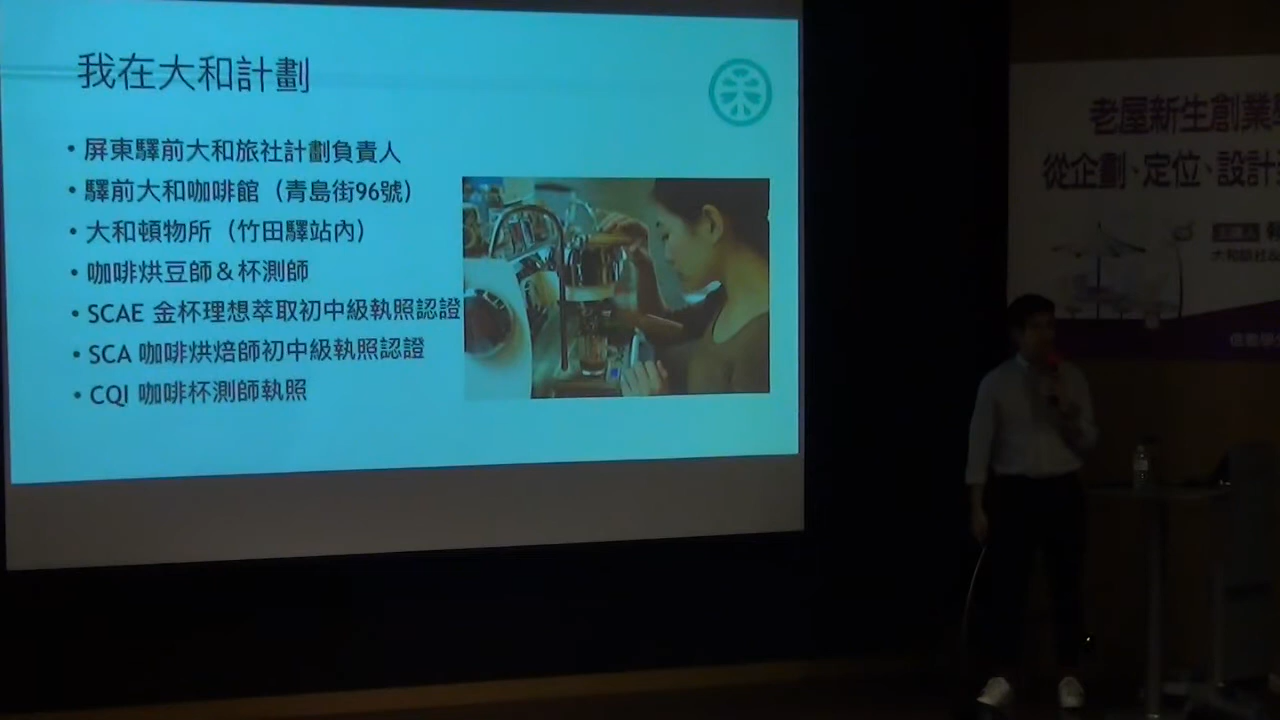 我在大和計劃
• 屏東驛前大和旅社計劃負責人
• 驛前大和咖啡館（青島街96號）
• 大和頓物所（竹田驛站內）
• 咖啡烘豆師＆杯測師
• SCAE 金杯理想萃取初中級執照認證
• SCA 咖啡烘焙師初中級執照認證
• CQI 咖啡杯測師執照
老屋新生創業
從企劃、定位、設計
大和旅社